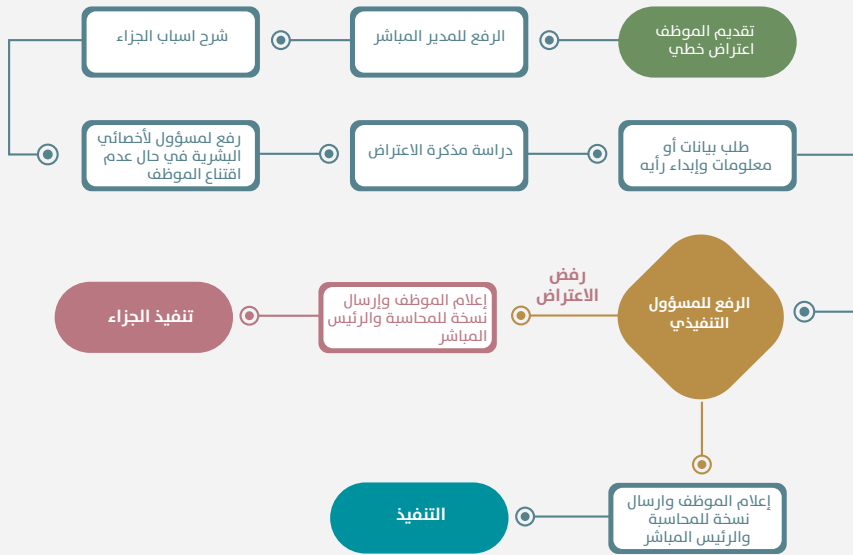 تقديم الموظف
اعتراض خطي
الرفع للمدير المباشر
شرح اسباب الجزاء
رفع لمسؤول لأخصائي
البشرية في حال عدم
اقتناع الموظف
دراسة مذكرة الاعتراض
طلب بيانات أو
معلومات وإبداء رأيه
الرفع للمسؤول
التنفيذي
رفض
الاعتراض
إعلام الموظف وإرسال
نسخة للمحاسبة والرئيس
المباشر
تنفيذ الجزاء
إعلام الموظف وارسال
نسخة للمحاسبة
والرئيس المباشر
التنفيذ